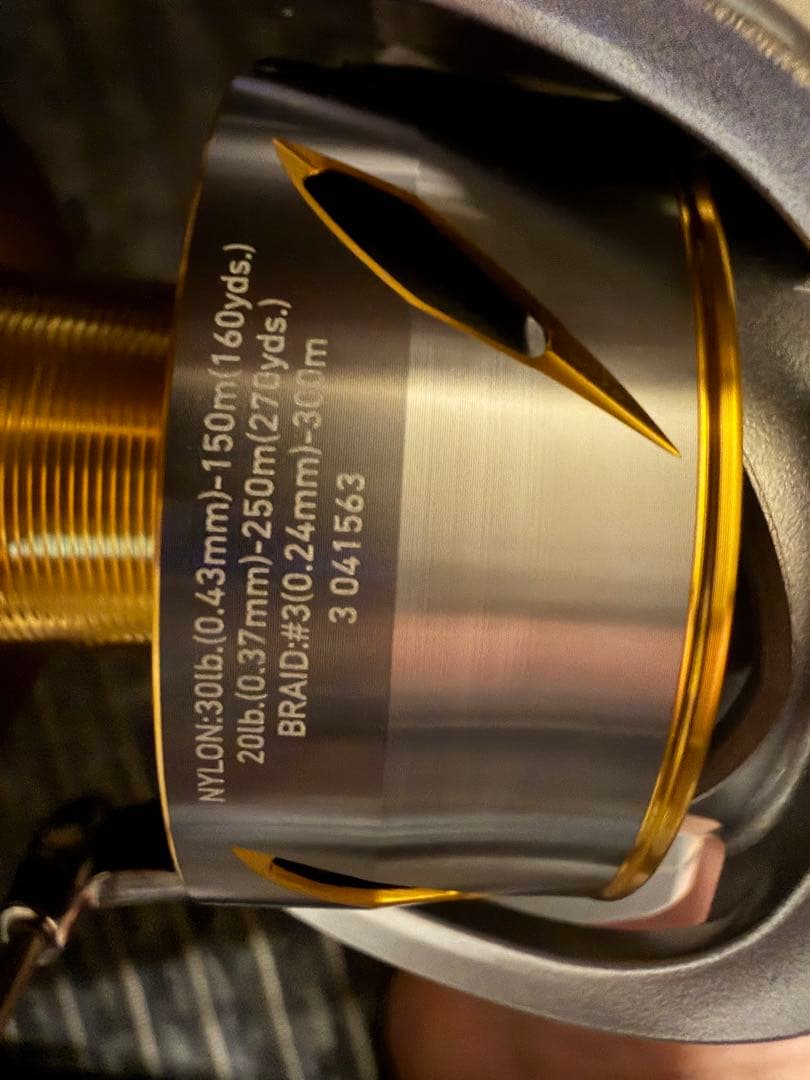 NYLON:30lb.(0.43mm)-150m(160yds.)
20lb.(0.37mm)-250m(270yds.)
BRAID:#3(0.24mm)-300m
3 041563